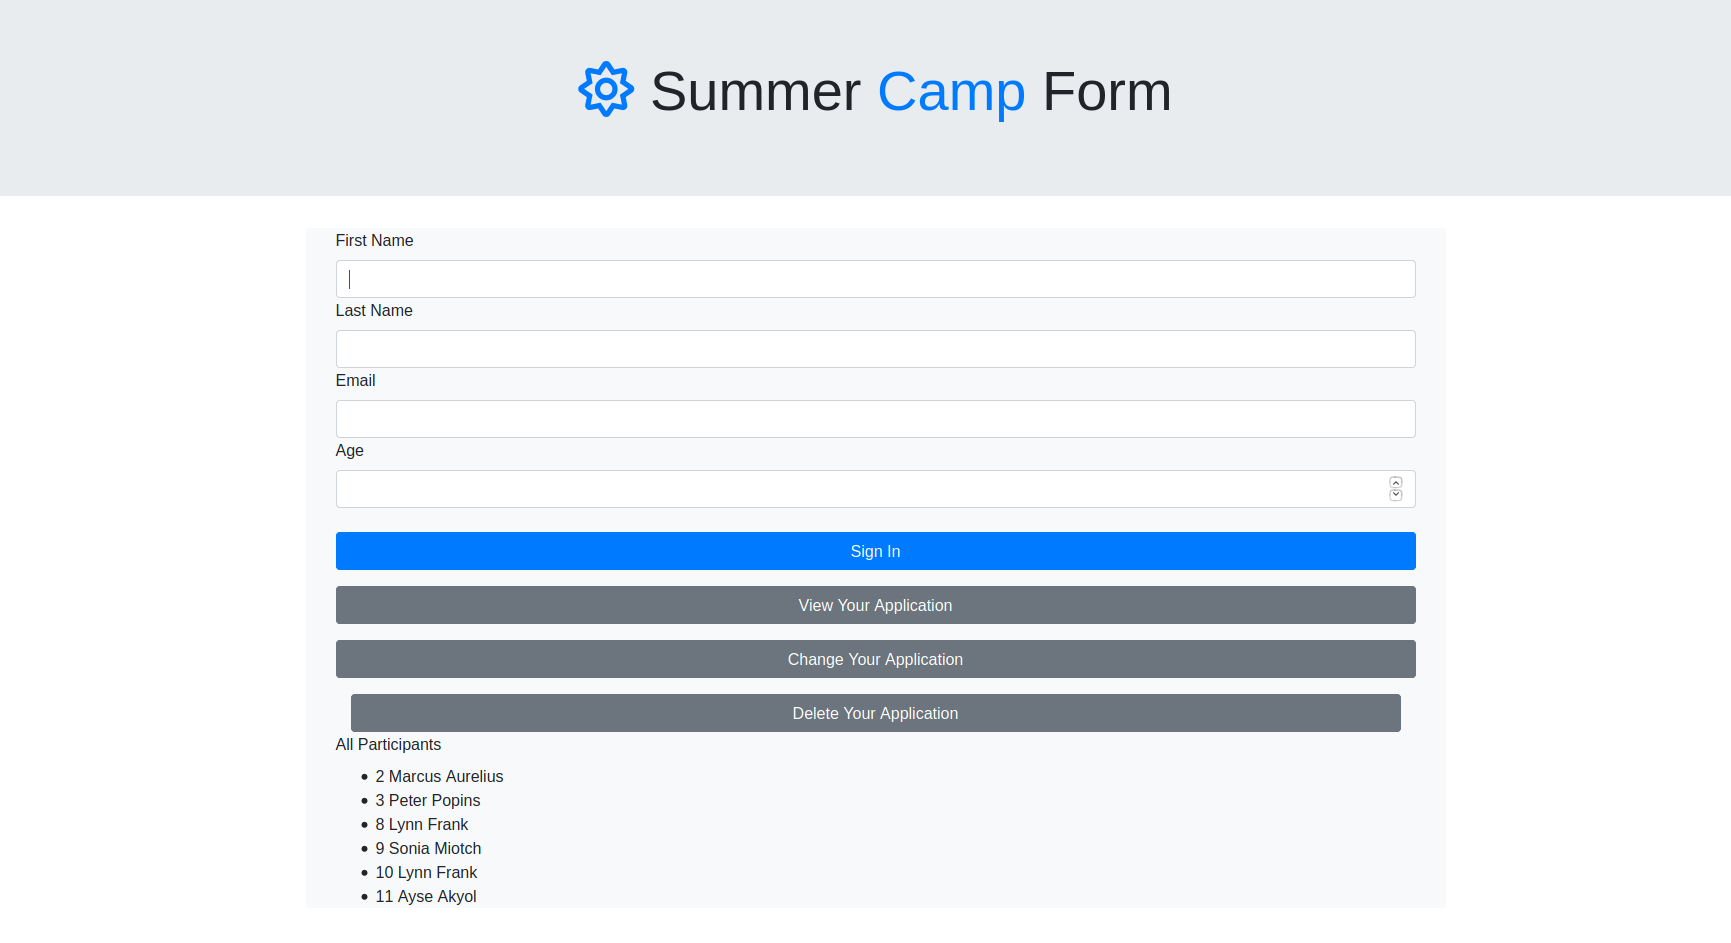 Summer Camp Form
First Name
Last Name
Email
Age
Sign In
View Your Application
Change Your Application
Delete Your Application
All Participants
2 Marcus Aurelius
3 Peter Popins
8 Lynn Frank
9 Sonia Miotch
10 Lynn Frank
11 Ayse Akyol